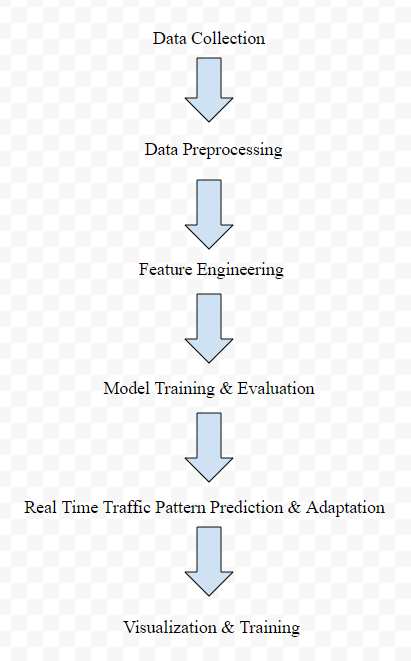 Data Collection
Data Preprocessing
Feature Engineering
Model Training & Evaluation
Real Time Traffic Pattern Prediction & Adaptation
Visualization & Training